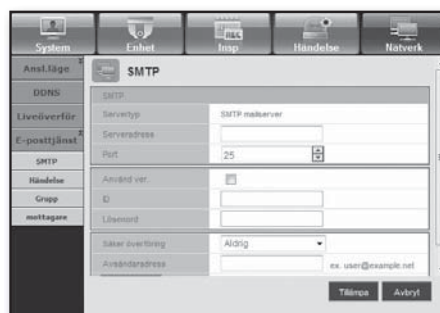 System Enhet Insp Händelse Nätverk
Ansl.läge
DDNS
Liveöverför
E-posttjänst
SMTP
Händelse
Grupp
mottagare
SMTP
SMTP
Servertyp SMTP mailserver
Serveradress
Port 25
Använd ver.
ID
Lösenord
Säker överföring Aldrig
Avsändaradress ex. user@example.net
Tillämpa Avbryt